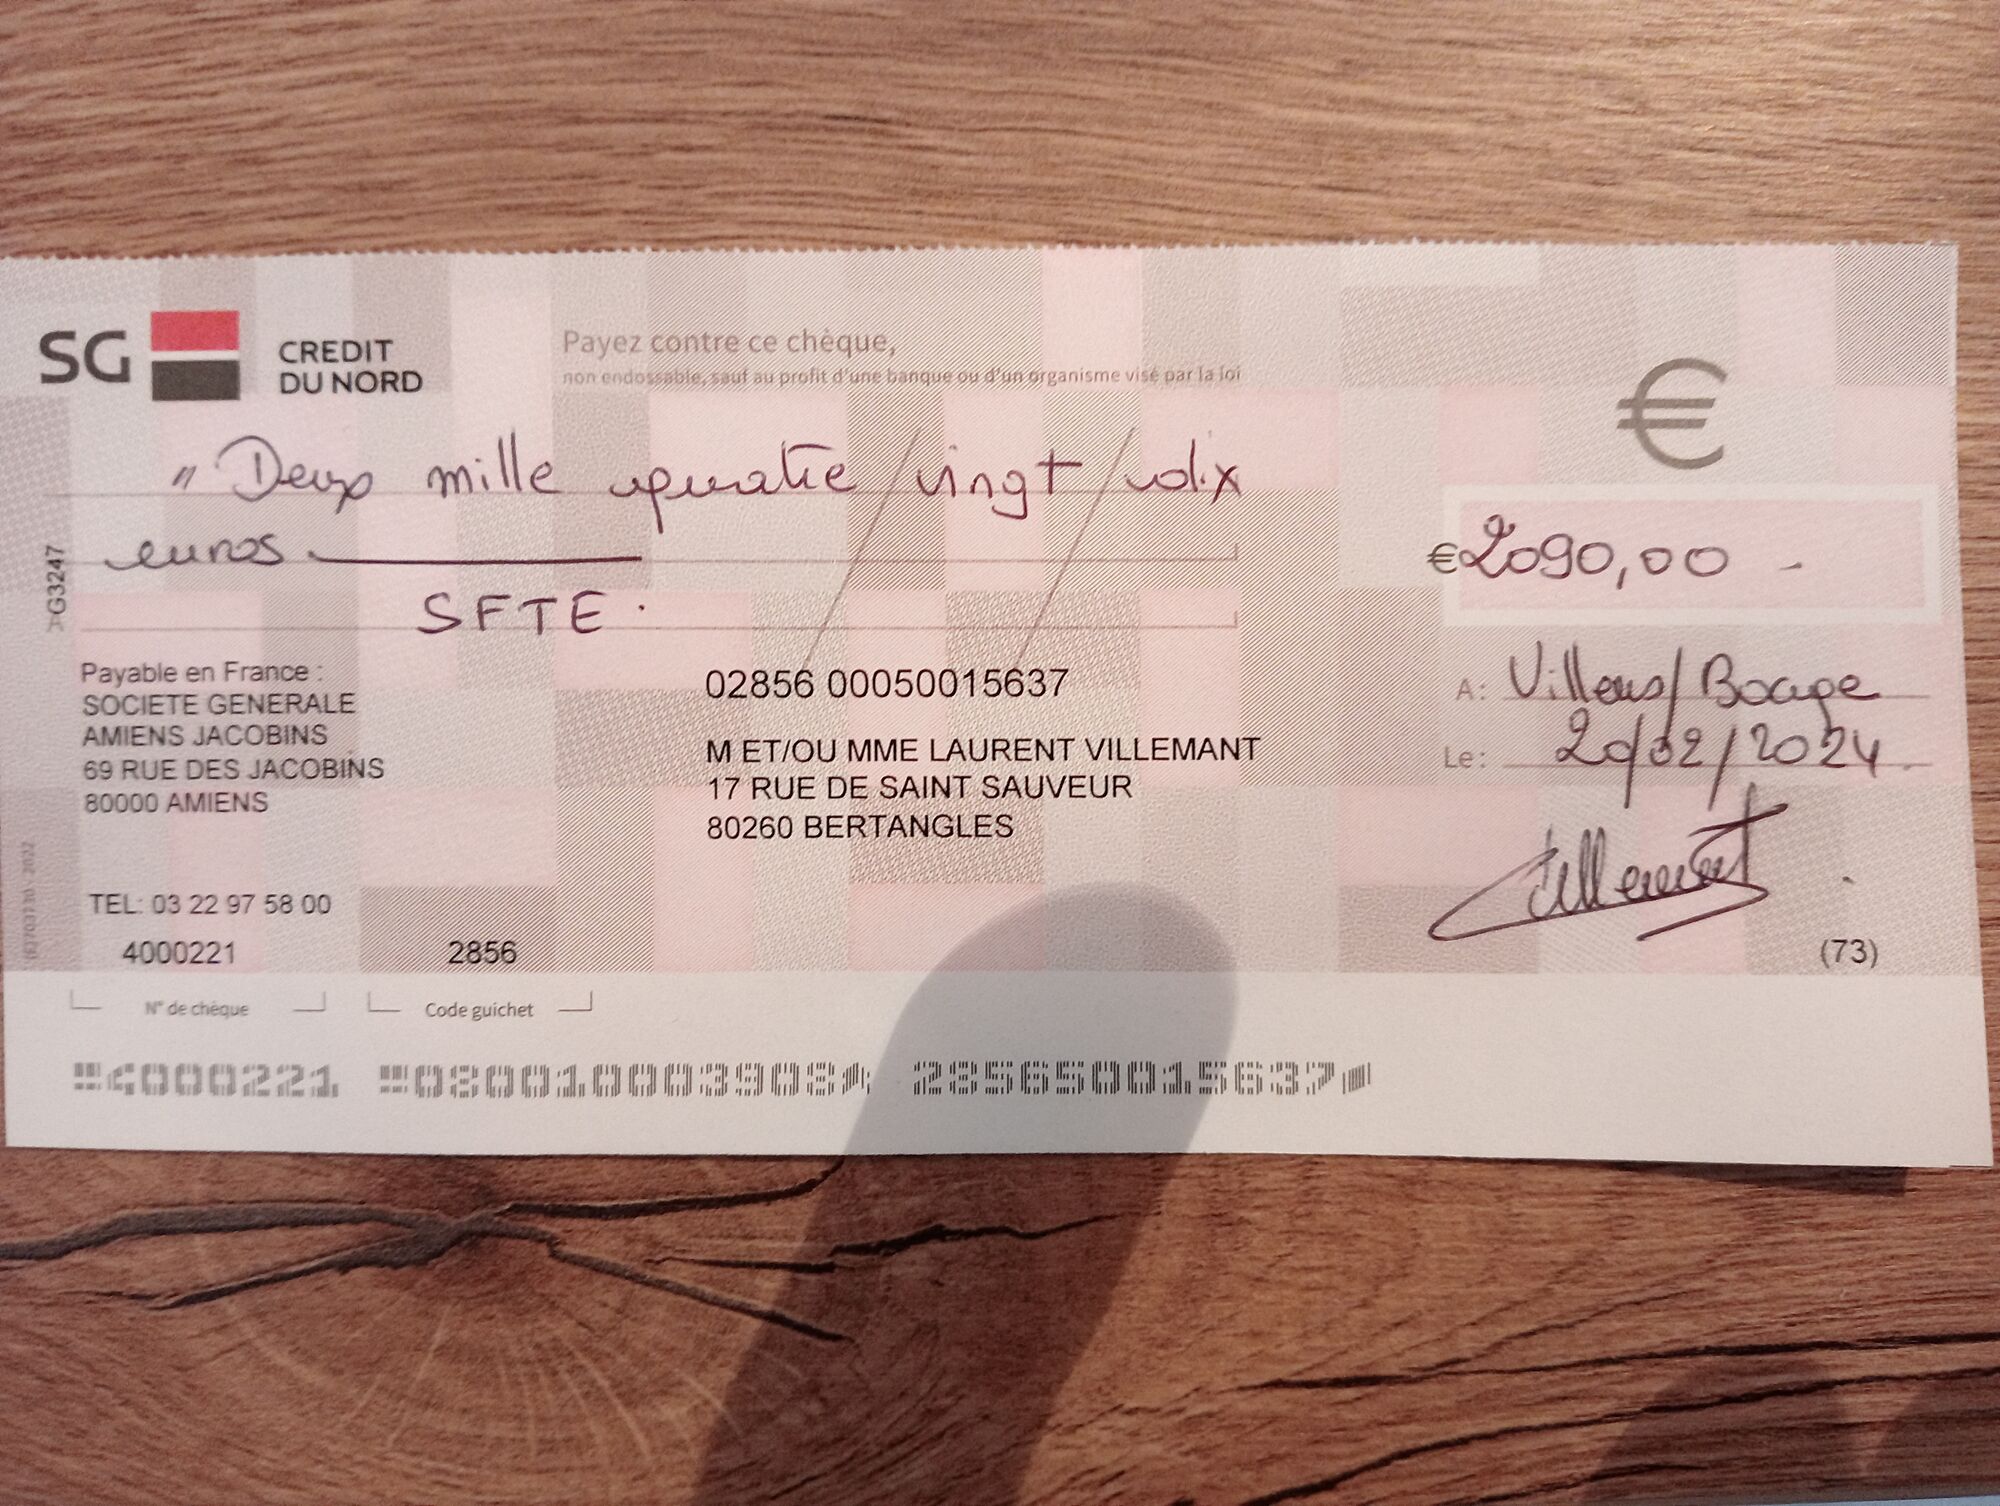 SG CREDIT
DU NORD
Payez contre ce chèque,
non endossable, sauf au profit d'une banque ou d'un organisme visé par la loi
€
" Deux mille quatre/vingt/dix
euros
€2090,00 -
SFTE.
G3247
Payable en France :
SOCIETE GENERALE
AMIENS JACOBINS
69 RUE DES JACOBINS
80000 AMIENS
02856 00050015637
M ET/OU MME LAURENT VILLEMANT
17 RUE DE SAINT SAUVEUR
80260 BERTANGLES
A: Villers/Bocage
Le: 20/02/2024
Villemant
TEL: 03 22 97 58 00
4000221 2856
(73)
N° de chèque Code guichet
4000221 080010003908 285650015637